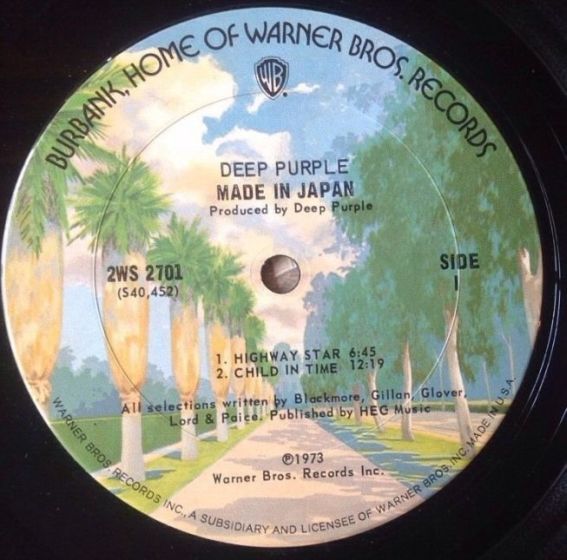 BURBANK, HOME OF WARNER BROS. RECORDS
WB
DEEP PURPLE
MADE IN JAPAN
Produced by Deep Purple
2WS 2701
(S40,452)
SIDE
1
1. HIGHWAY STAR 6:45
2. CHILD IN TIME 12:19
All selections written by Blackmore, Gillan, Glover,
Lord & Paice. Published by HEG Music
℗1973
Warner Bros. Records Inc.
WARNER BROS. RECORDS INC., A SUBSIDIARY AND LICENSEE OF WARNER BROS. INC. MADE IN U.S.A.